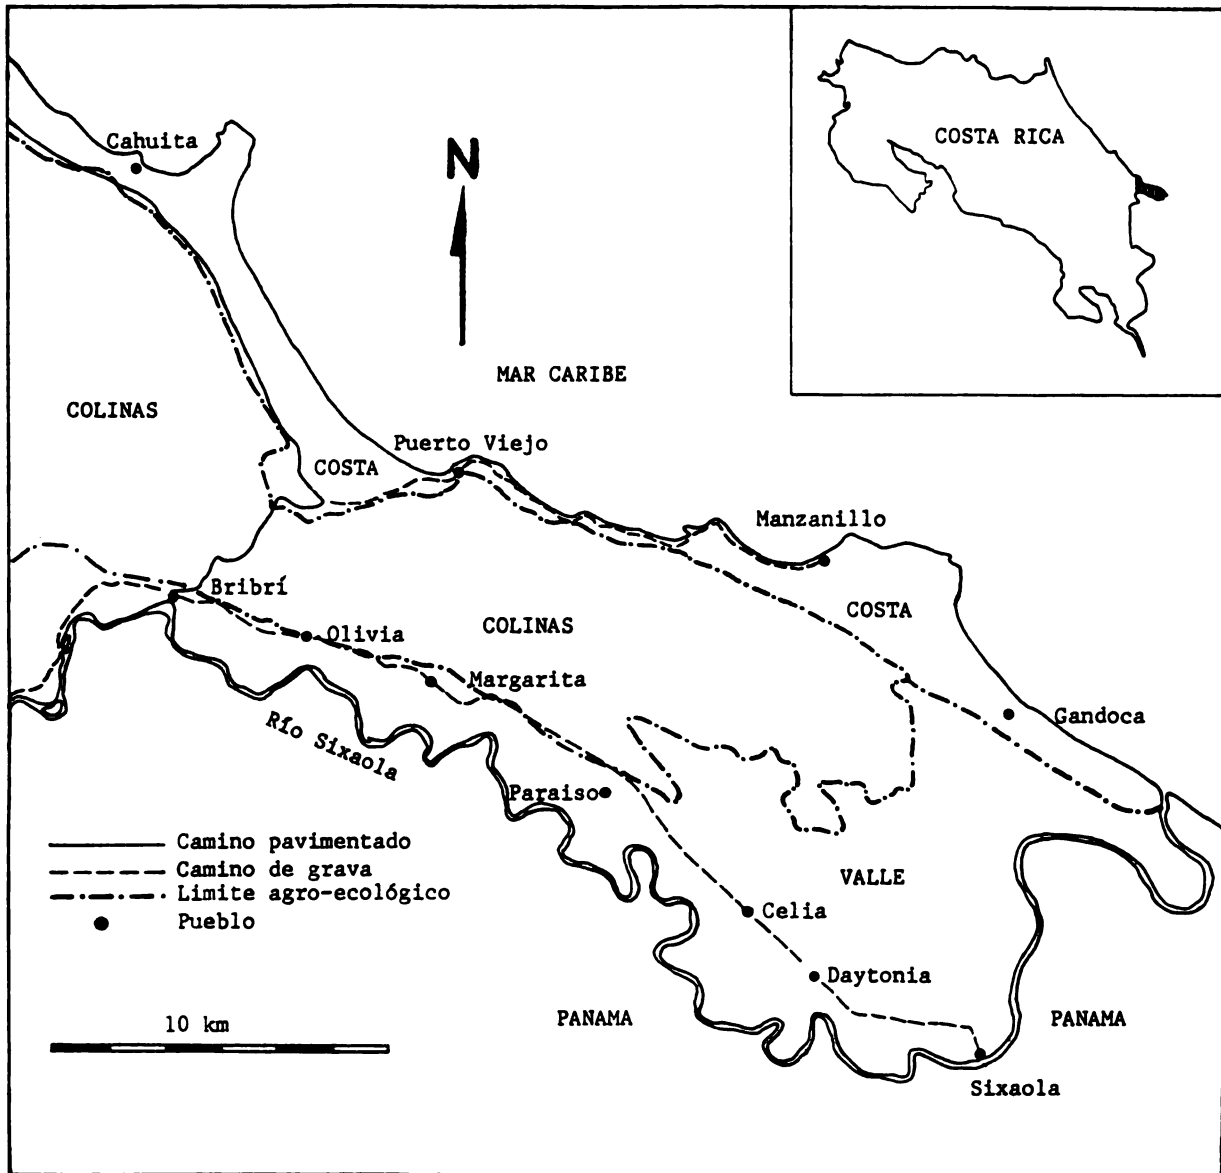 COSTA RICA
Cahuita
N
MAR CARIBE
COLINAS
Puerto Viejo
COSTA
Manzanillo
Bribrí
COSTA
Olivia
COLINAS
Margarita
Gandoca
Río Sixaola
Paraiso
Camino pavimentado
Camino de grava
Limite agro-ecológico
Pueblo
VALLE
Celia
Daytonia
10 km
PANAMA
PANAMA
Sixaola